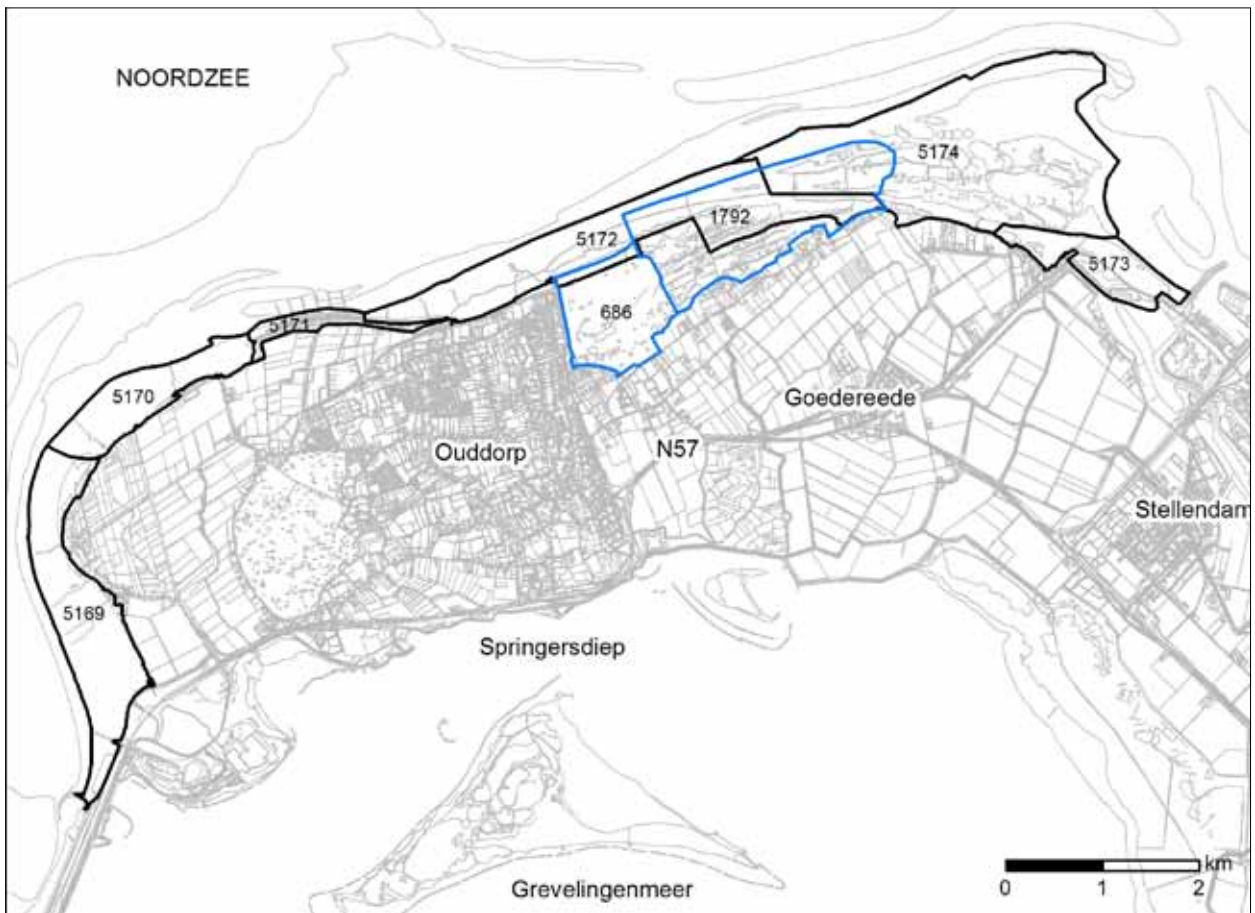 NOORDZEE
5174
1792
5172
5173
686
5171
5170
Goedereede
Ouddorp
N57
Stellendam
5169
Springersdiep
km
0 1 2
Grevelingenmeer